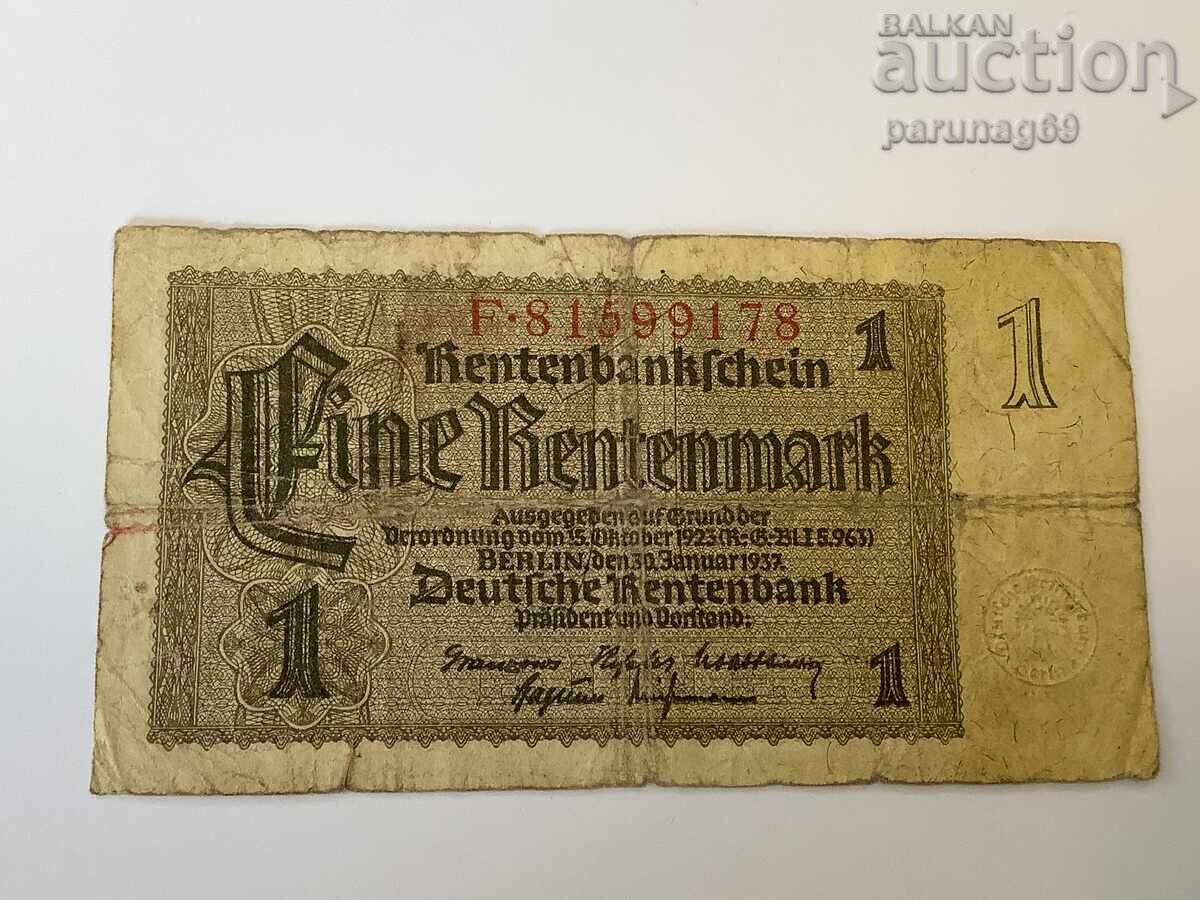 BALKAN
auction
parunag69
F·81599178
Rentenbankschein
1
1
Eine Rentenmark
Ausgegeben auf Grund der
Verordnung vom 15. Oktober 1923 (R.-G.-Bl.I S.963)
BERLIN, den 30. Januar 1937.
Deutsche Rentenbank
Präsident und Vorstand:
1
1